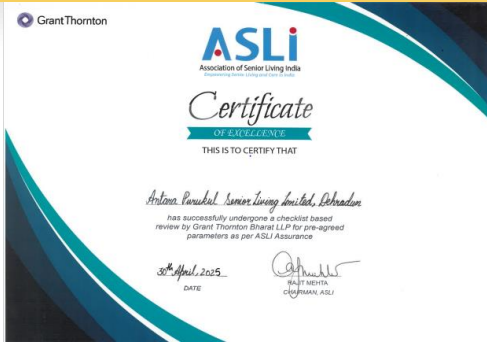 Grant Thornton
ASLI
Association of Senior Living India
Empowering Senior Living and Care in India
Certificate
OF EXCELLENCE
THIS IS TO CERTIFY THAT
Antara Purukul Senior Living Limited, Dehradun
has successfully undergone a checklist based
review by Grant Thornton Bharat LLP for pre-agreed
parameters as per ASLI Assurance
30th April, 2025
DATE
RAJIT MEHTA
CHAIRMAN, ASLI